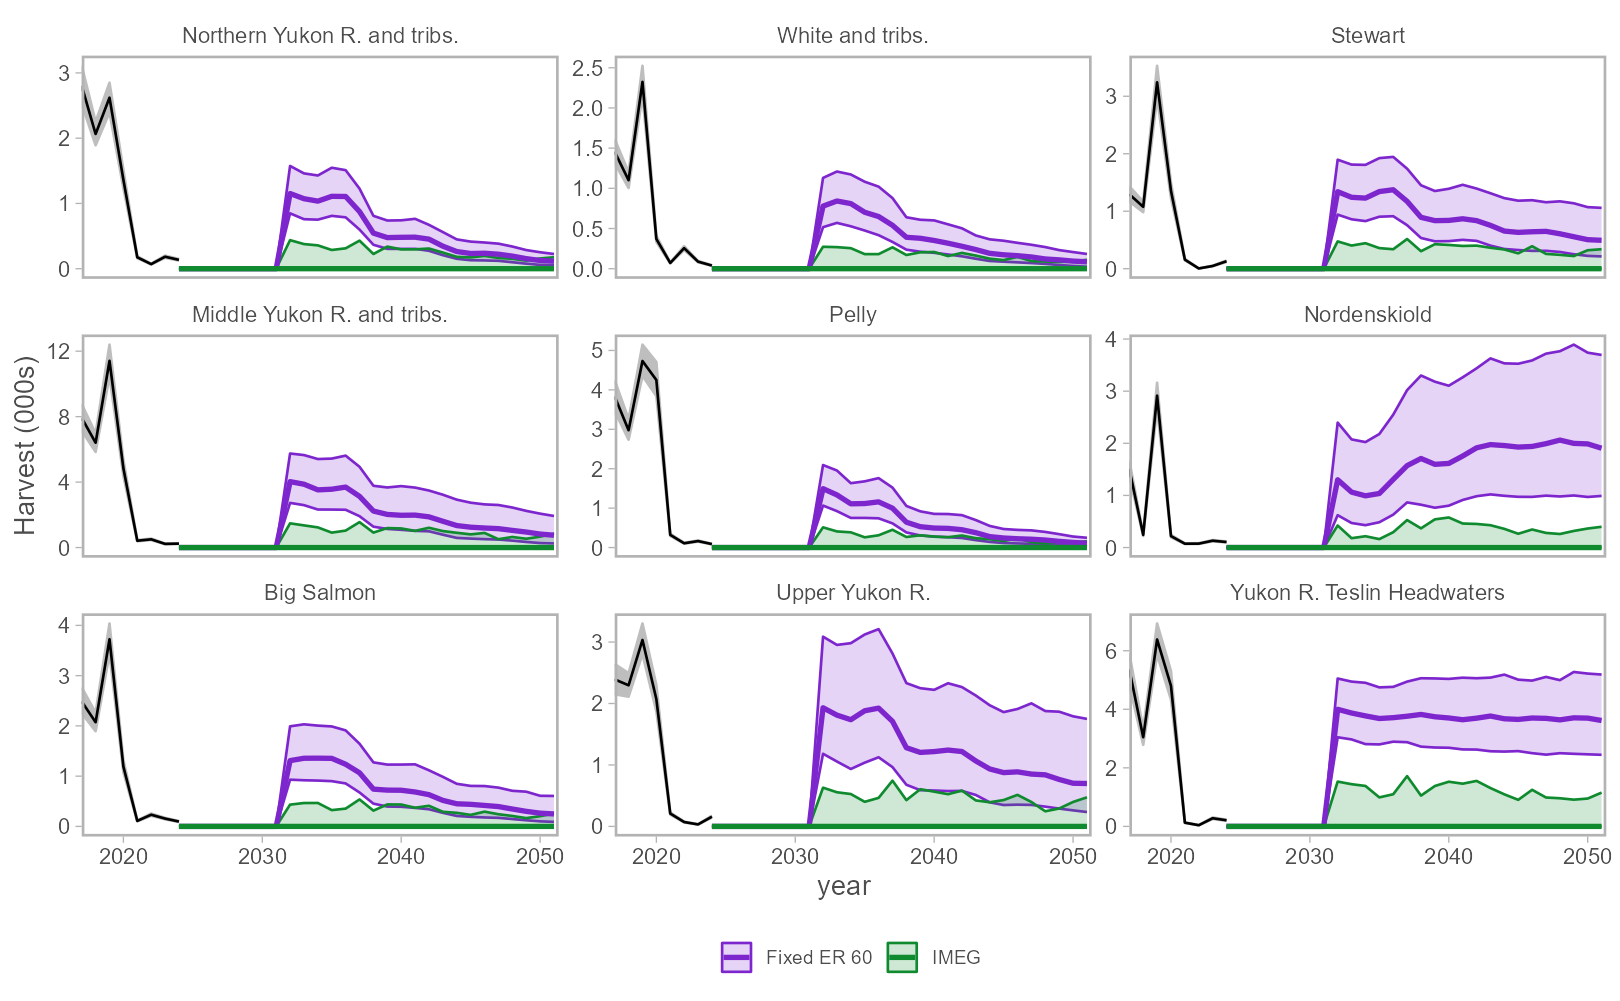 Northern Yukon R. and tribs.
White and tribs.
Stewart
3
2
1
0
2.5
2.0
1.5
1.0
0.5
0.0
3
2
1
0
Middle Yukon R. and tribs.
Pelly
Nordenskiold
Harvest (000s)
12
8
4
0
5
4
3
2
1
0
4
3
2
1
0
Big Salmon
Upper Yukon R.
Yukon R. Teslin Headwaters
4
3
2
1
0
3
2
1
0
6
4
2
0
2020 2030 2040 2050
2020 2030 2040 2050
2020 2030 2040 2050
year
Fixed ER 60 IMEG